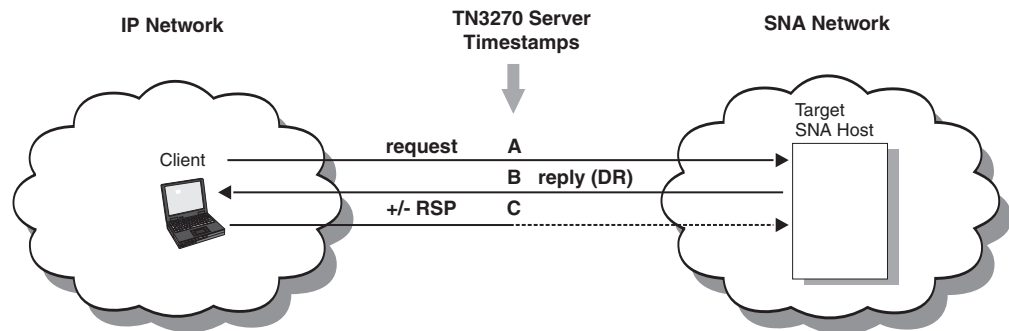 IP Network
TN3270 Server
Timestamps
SNA Network
Target
SNA Host
Client
request A
B reply (DR)
+/- RSP C